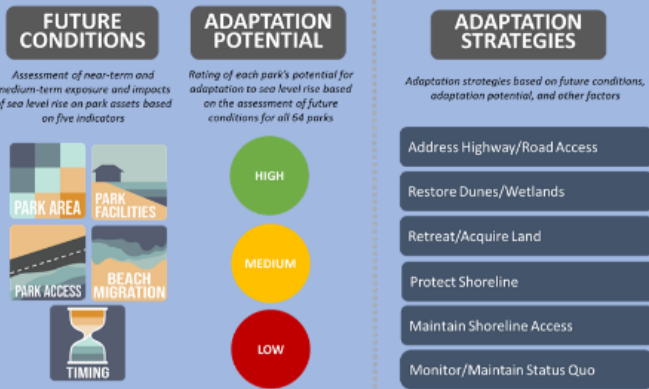 FUTURE
CONDITIONS
Assessment of near-term and
medium-term exposure and impacts
of sea level rise on park assets based
on five indicators
PARK AREA
PARK
FACILITIES
PARK ACCESS
BEACH
MIGRATION
TIMING
ADAPTATION
POTENTIAL
Rating of each park's potential for
adaptation to sea level rise based
on the assessment of future
conditions for all 64 parks
HIGH
MEDIUM
LOW
ADAPTATION
STRATEGIES
Adaptation strategies based on future conditions,
adaptation potential, and other factors
Address Highway/Road Access
Restore Dunes/Wetlands
Retreat/Acquire Land
Protect Shoreline
Maintain Shoreline Access
Monitor/Maintain Status Quo